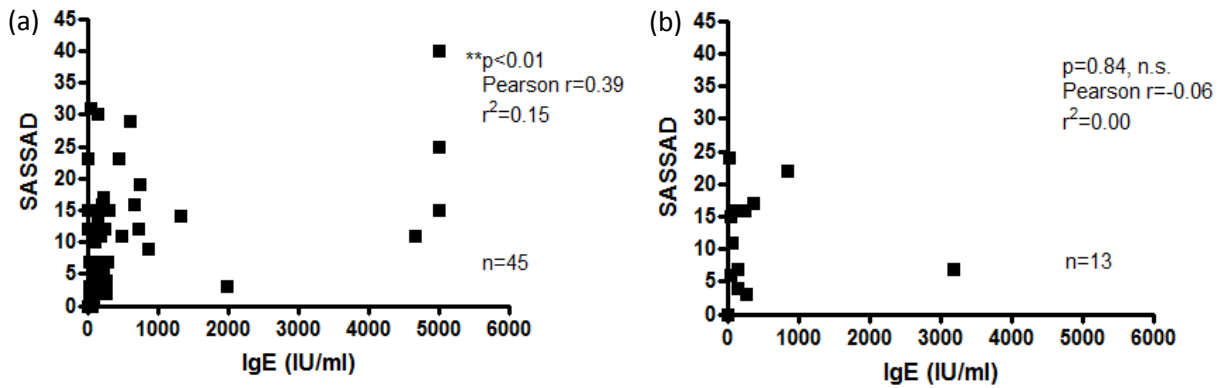 (a)
45
40
35
30
25
20
15
10
5
0
SASSAD
**p<0.01
Pearson r=0.39
r²=0.15
n=45
0 1000 2000 3000 4000 5000 6000
IgE (IU/ml)
(b)
45
40
35
30
25
20
15
10
5
0
SASSAD
p=0.84, n.s.
Pearson r=-0.06
r²=0.00
n=13
0 1000 2000 3000 4000 5000 6000
IgE (IU/ml)